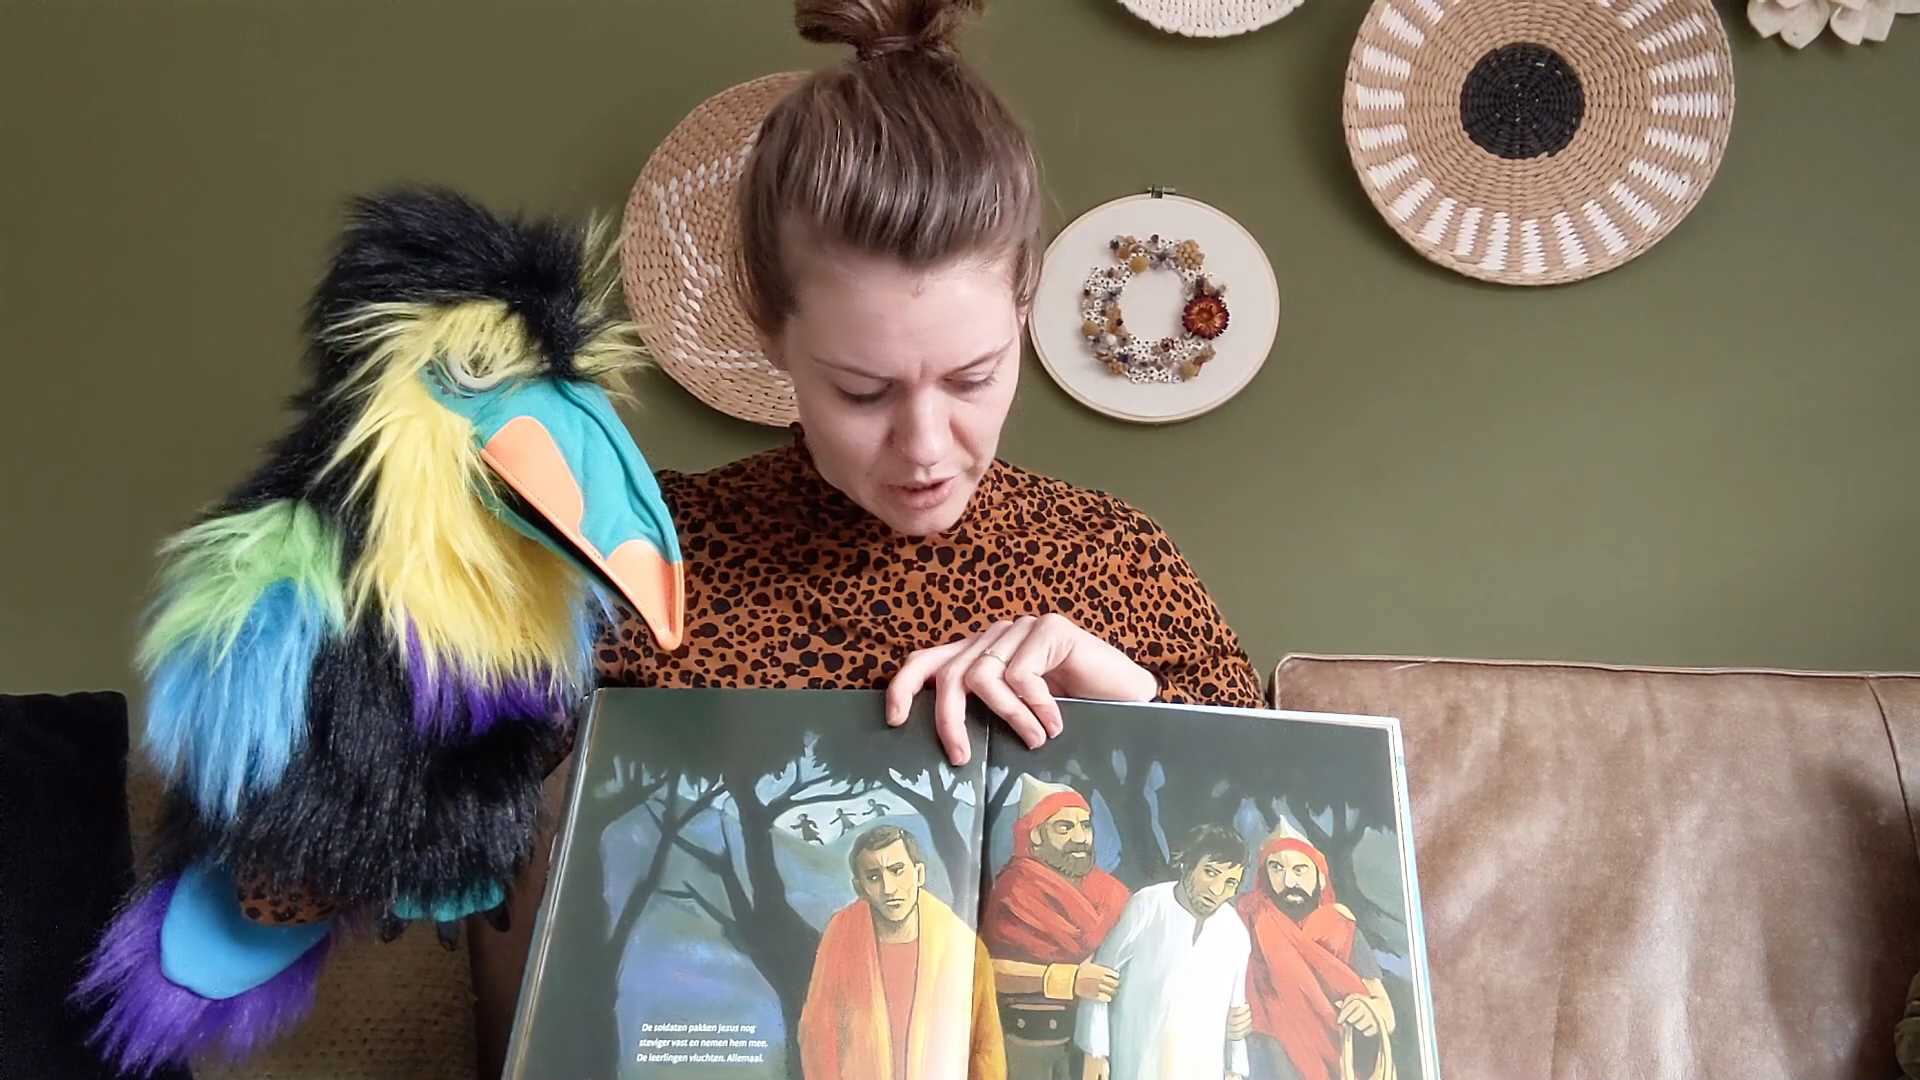 De soldaten pakken Jezus nog
steviger vast en nemen hem mee.
De leerlingen vluchten. Allemaal.